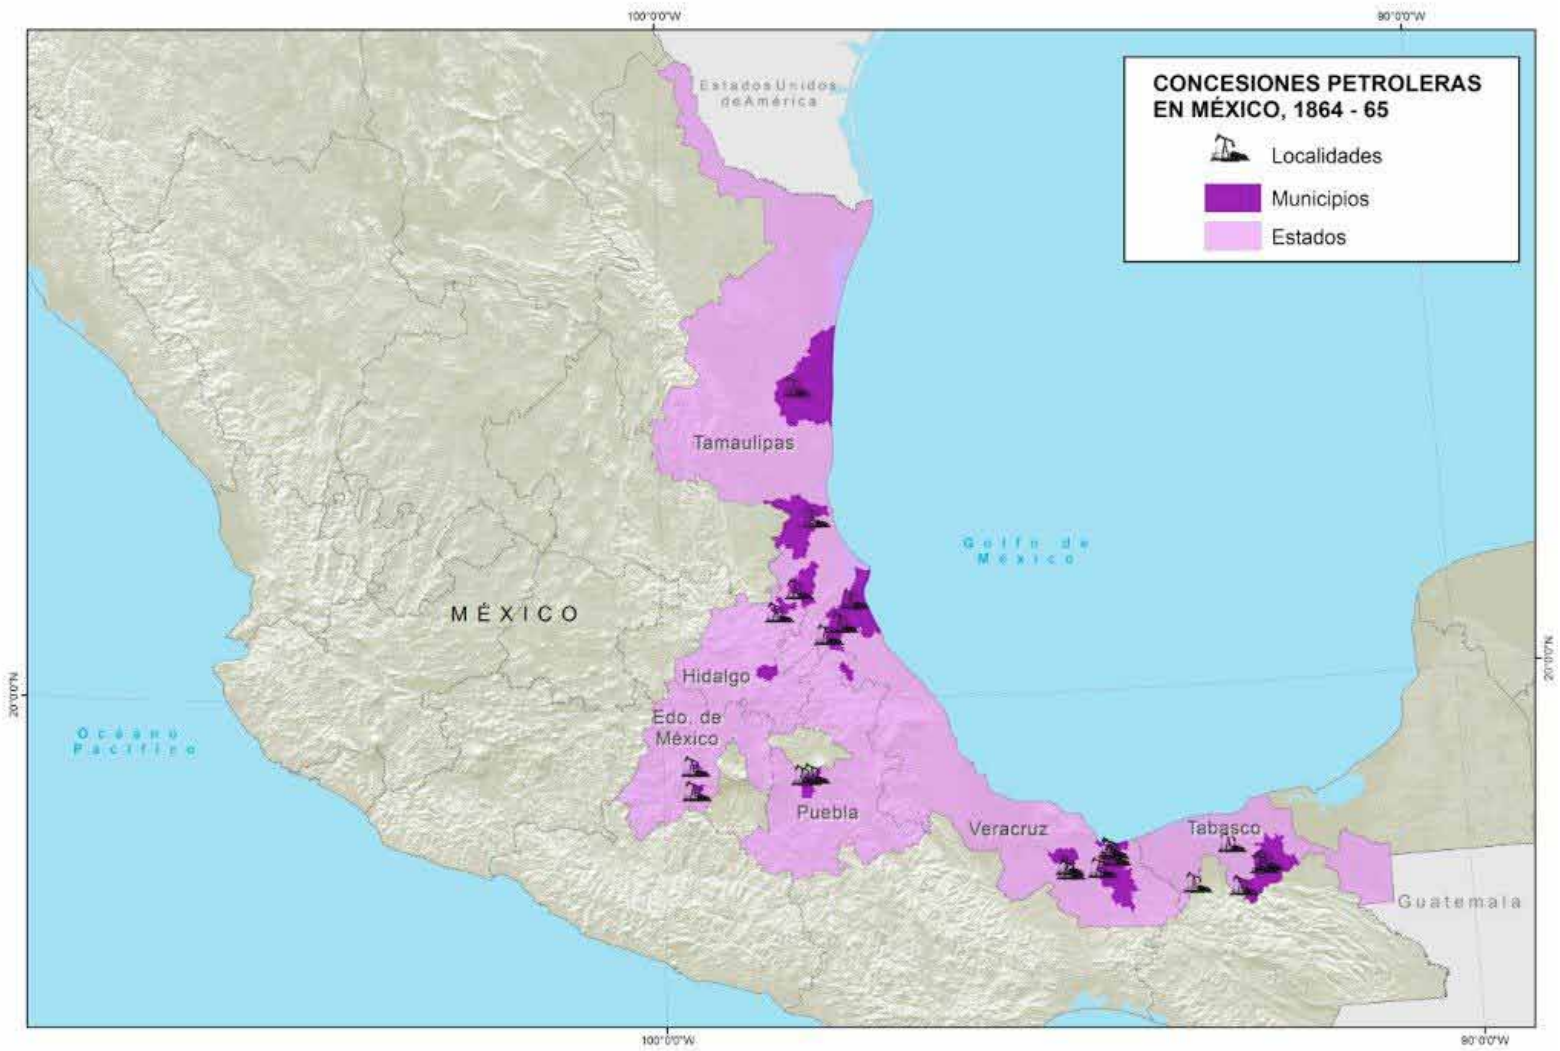 100°0'0"W
90°0'0"W
Estados Unidos
de América
CONCESIONES PETROLERAS
EN MÉXICO, 1864 - 65
Localidades
Municipios
Estados
Tamaulipas
Golfo de
México
MÉXICO
Hidalgo
20°0'0"N
20°0'0"N
Edo. de
México
Océano
Pacífico
Puebla
Veracruz
Tabasco
Guatemala
100°0'0"W
90°0'0"W